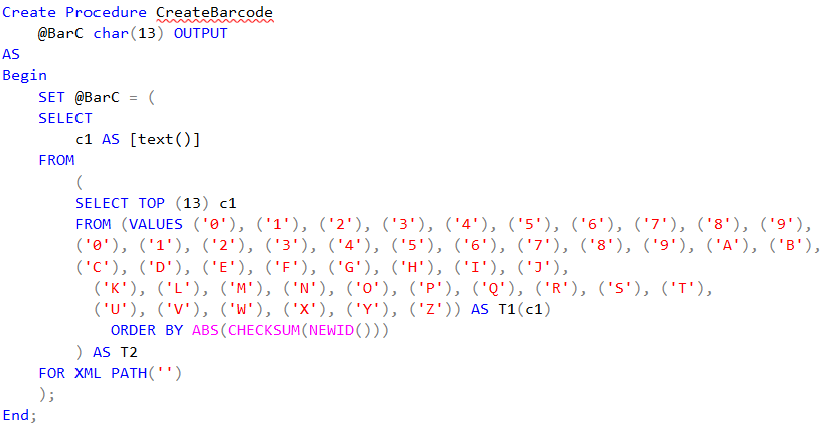 Create Procedure CreateBarcode
@BarC char(13) OUTPUT
AS
Begin
SET @BarC = (
SELECT
c1 AS [text()]
FROM
(
SELECT TOP (13) c1
FROM (VALUES ('0'), ('1'), ('2'), ('3'), ('4'), ('5'), ('6'), ('7'), ('8'), ('9'),
('0'), ('1'), ('2'), ('3'), ('4'), ('5'), ('6'), ('7'), ('8'), ('9'), ('A'), ('B'),
('C'), ('D'), ('E'), ('F'), ('G'), ('H'), ('I'), ('J'),
('K'), ('L'), ('M'), ('N'), ('O'), ('P'), ('Q'), ('R'), ('S'), ('T'),
('U'), ('V'), ('W'), ('X'), ('Y'), ('Z')) AS T1(c1)
ORDER BY ABS(CHECKSUM(NEWID()))
) AS T2
FOR XML PATH('')
);
End;